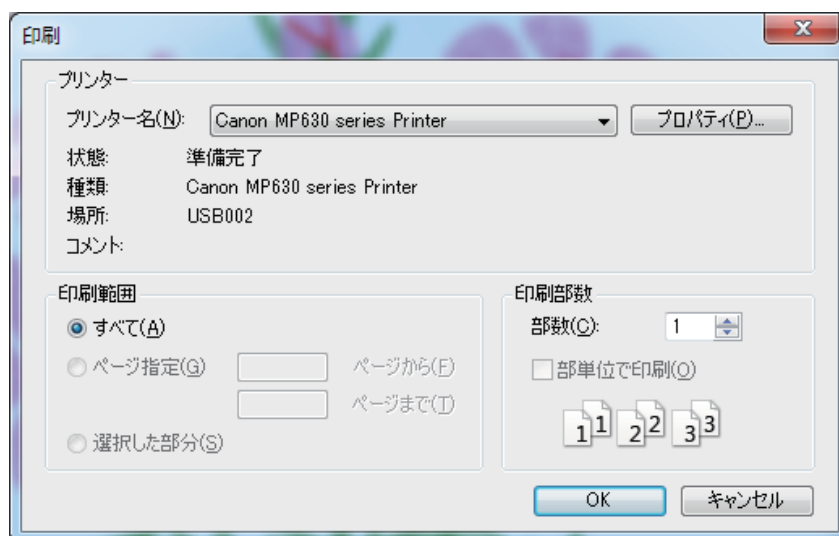 印刷
プリンター
プリンター名(N): Canon MP630 series Printer プロパティ(P)...
状態: 準備完了
種類: Canon MP630 series Printer
場所: USB002
コメント:
印刷範囲
すべて(A)
ページ指定(G) ページから(F)
ページまで(T)
選択した部分(S)
印刷部数
部数(C): 1
部単位で印刷(O)
1 1 2 2 3 3
OK キャンセル